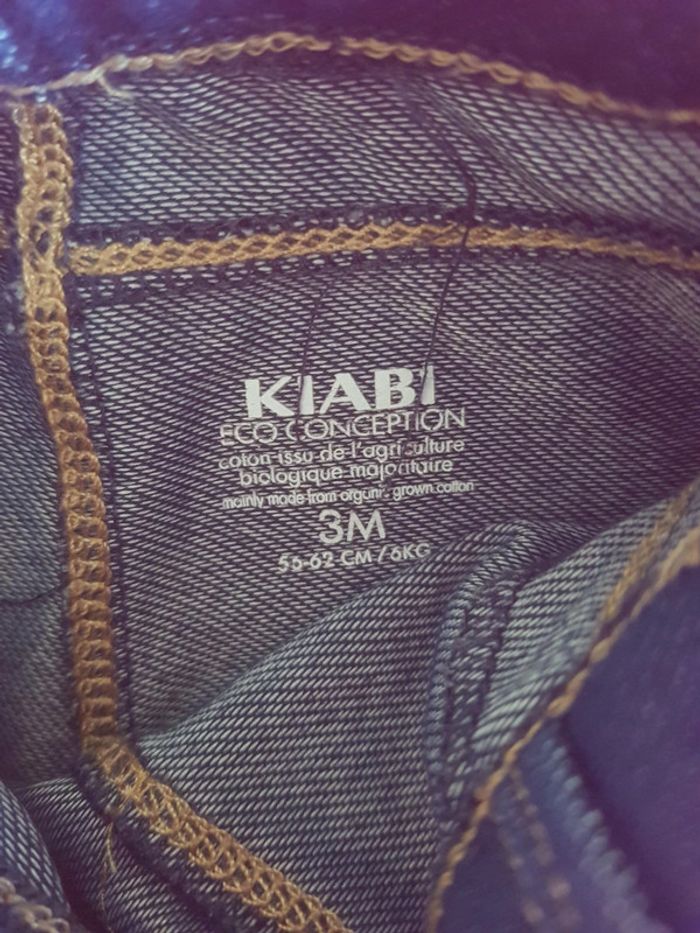 KIABI
ECO CONCEPTION
coton issu de l'agriculture
biologique majoritaire
mainly made from organic grown cotton
3M
55-62 CM / 6KG